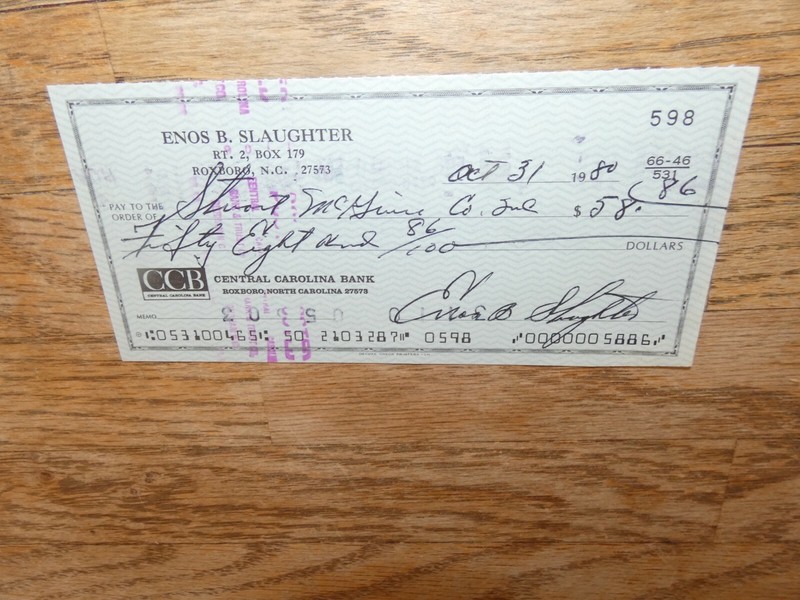 598
ENOS B. SLAUGHTER
RT. 2, BOX 179
ROXBORO, N.C. 27573
Oct 31 1980
66-46
531
PAY TO THE
ORDER OF Stuart McGuire Co. Inc $ 58.86
Fifty Eight and 86/100 DOLLARS
CCB CENTRAL CAROLINA BANK
CENTRAL CAROLINA BANK
ROXBORO, NORTH CAROLINA 27573
MEMO Enos B Slaughter
⑆053100465⑆ 50 2103287⑈ 0598 ⑈0000005886⑈